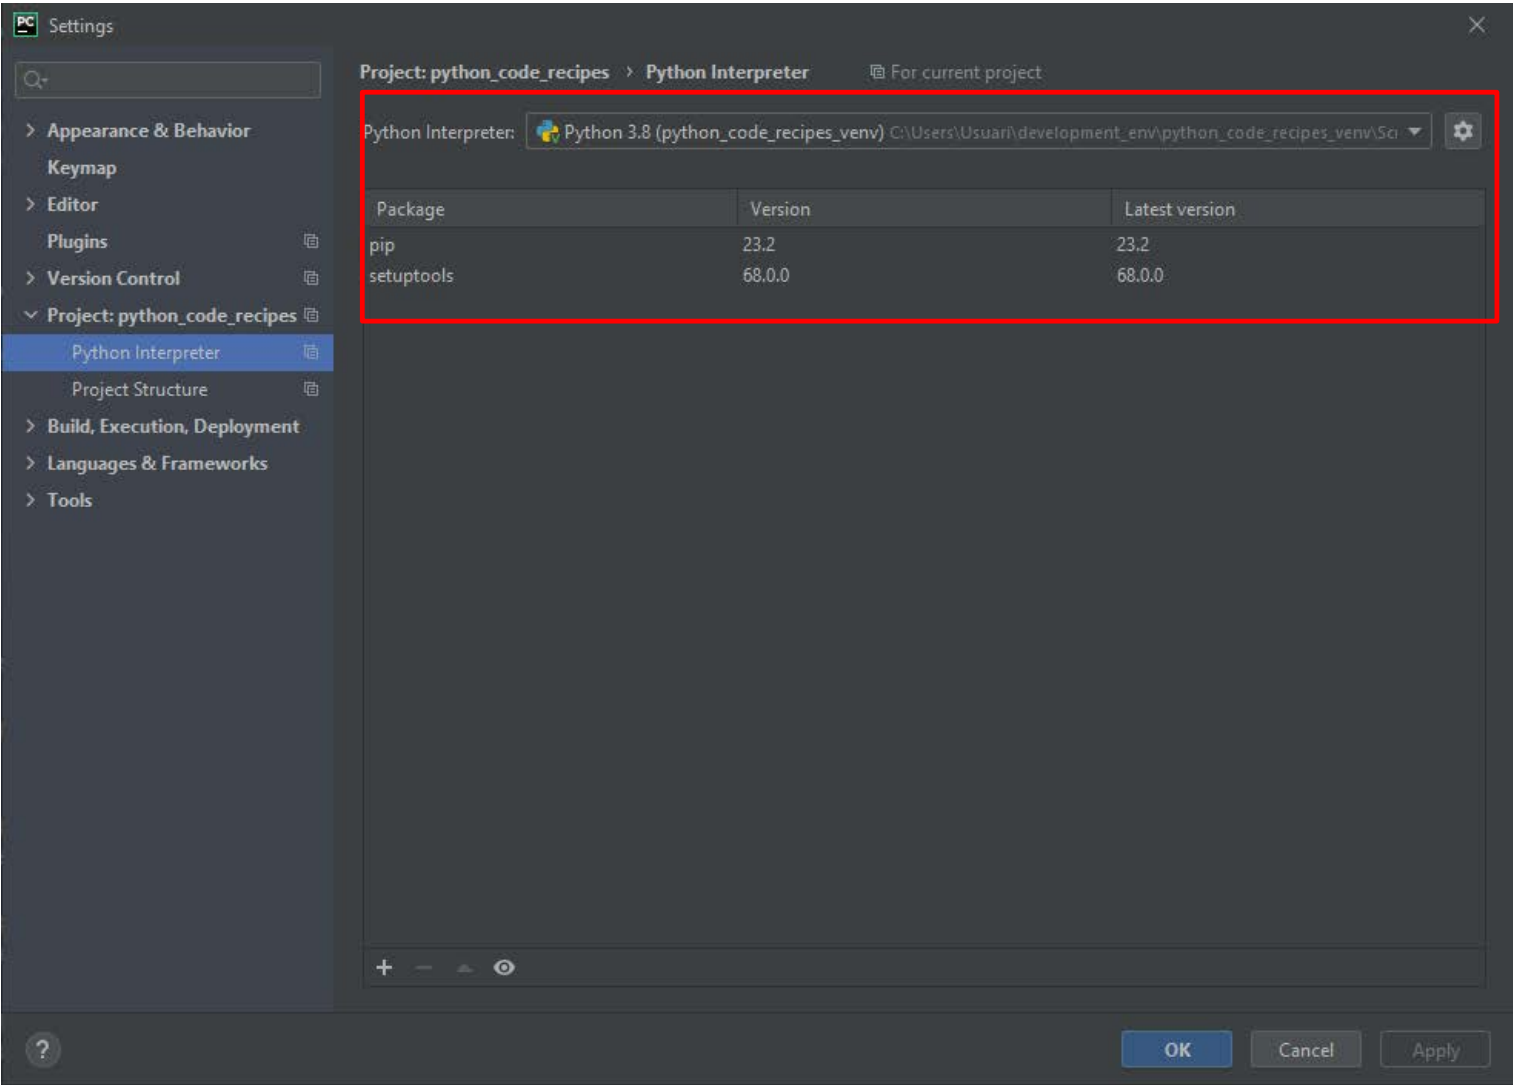 PC Settings
Project: python_code_recipes › Python Interpreter For current project
Appearance & Behavior
Keymap
Editor
Plugins
Version Control
Project: python_code_recipes
Python Interpreter
Project Structure
Build, Execution, Deployment
Languages & Frameworks
Tools
Python Interpreter: Python 3.8 (python_code_recipes_venv) C:\Users\Usuari\development_env\python_code_recipes_venv\Scr
Package Version Latest version
pip 23.2 23.2
setuptools 68.0.0 68.0.0
? OK Cancel Apply